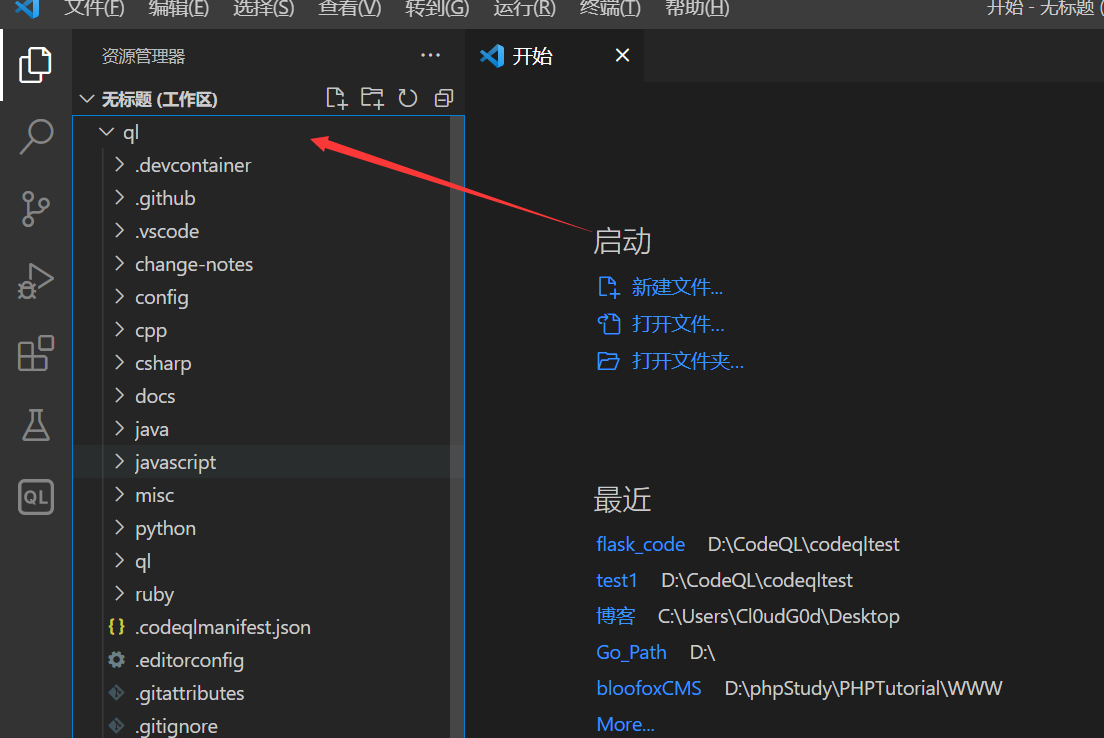 文件(F) 编辑(E) 选择(S) 查看(V) 转到(G) 运行(R) 终端(T) 帮助(H) 开始 - 无标题 (
资源管理器
开始
无标题 (工作区)
ql
.devcontainer
.github
.vscode
change-notes
config
cpp
csharp
docs
java
javascript
misc
python
ql
ruby
.codeqlmanifest.json
.editorconfig
.gitattributes
.gitignore
QL
启动
新建文件...
打开文件...
打开文件夹...
最近
flask_code D:\CodeQL\codeqltest
test1 D:\CodeQL\codeqltest
博客 C:\Users\Cl0udG0d\Desktop
Go_Path D:\
bloofoxCMS D:\phpStudy\PHPTutorial\WWW
More...